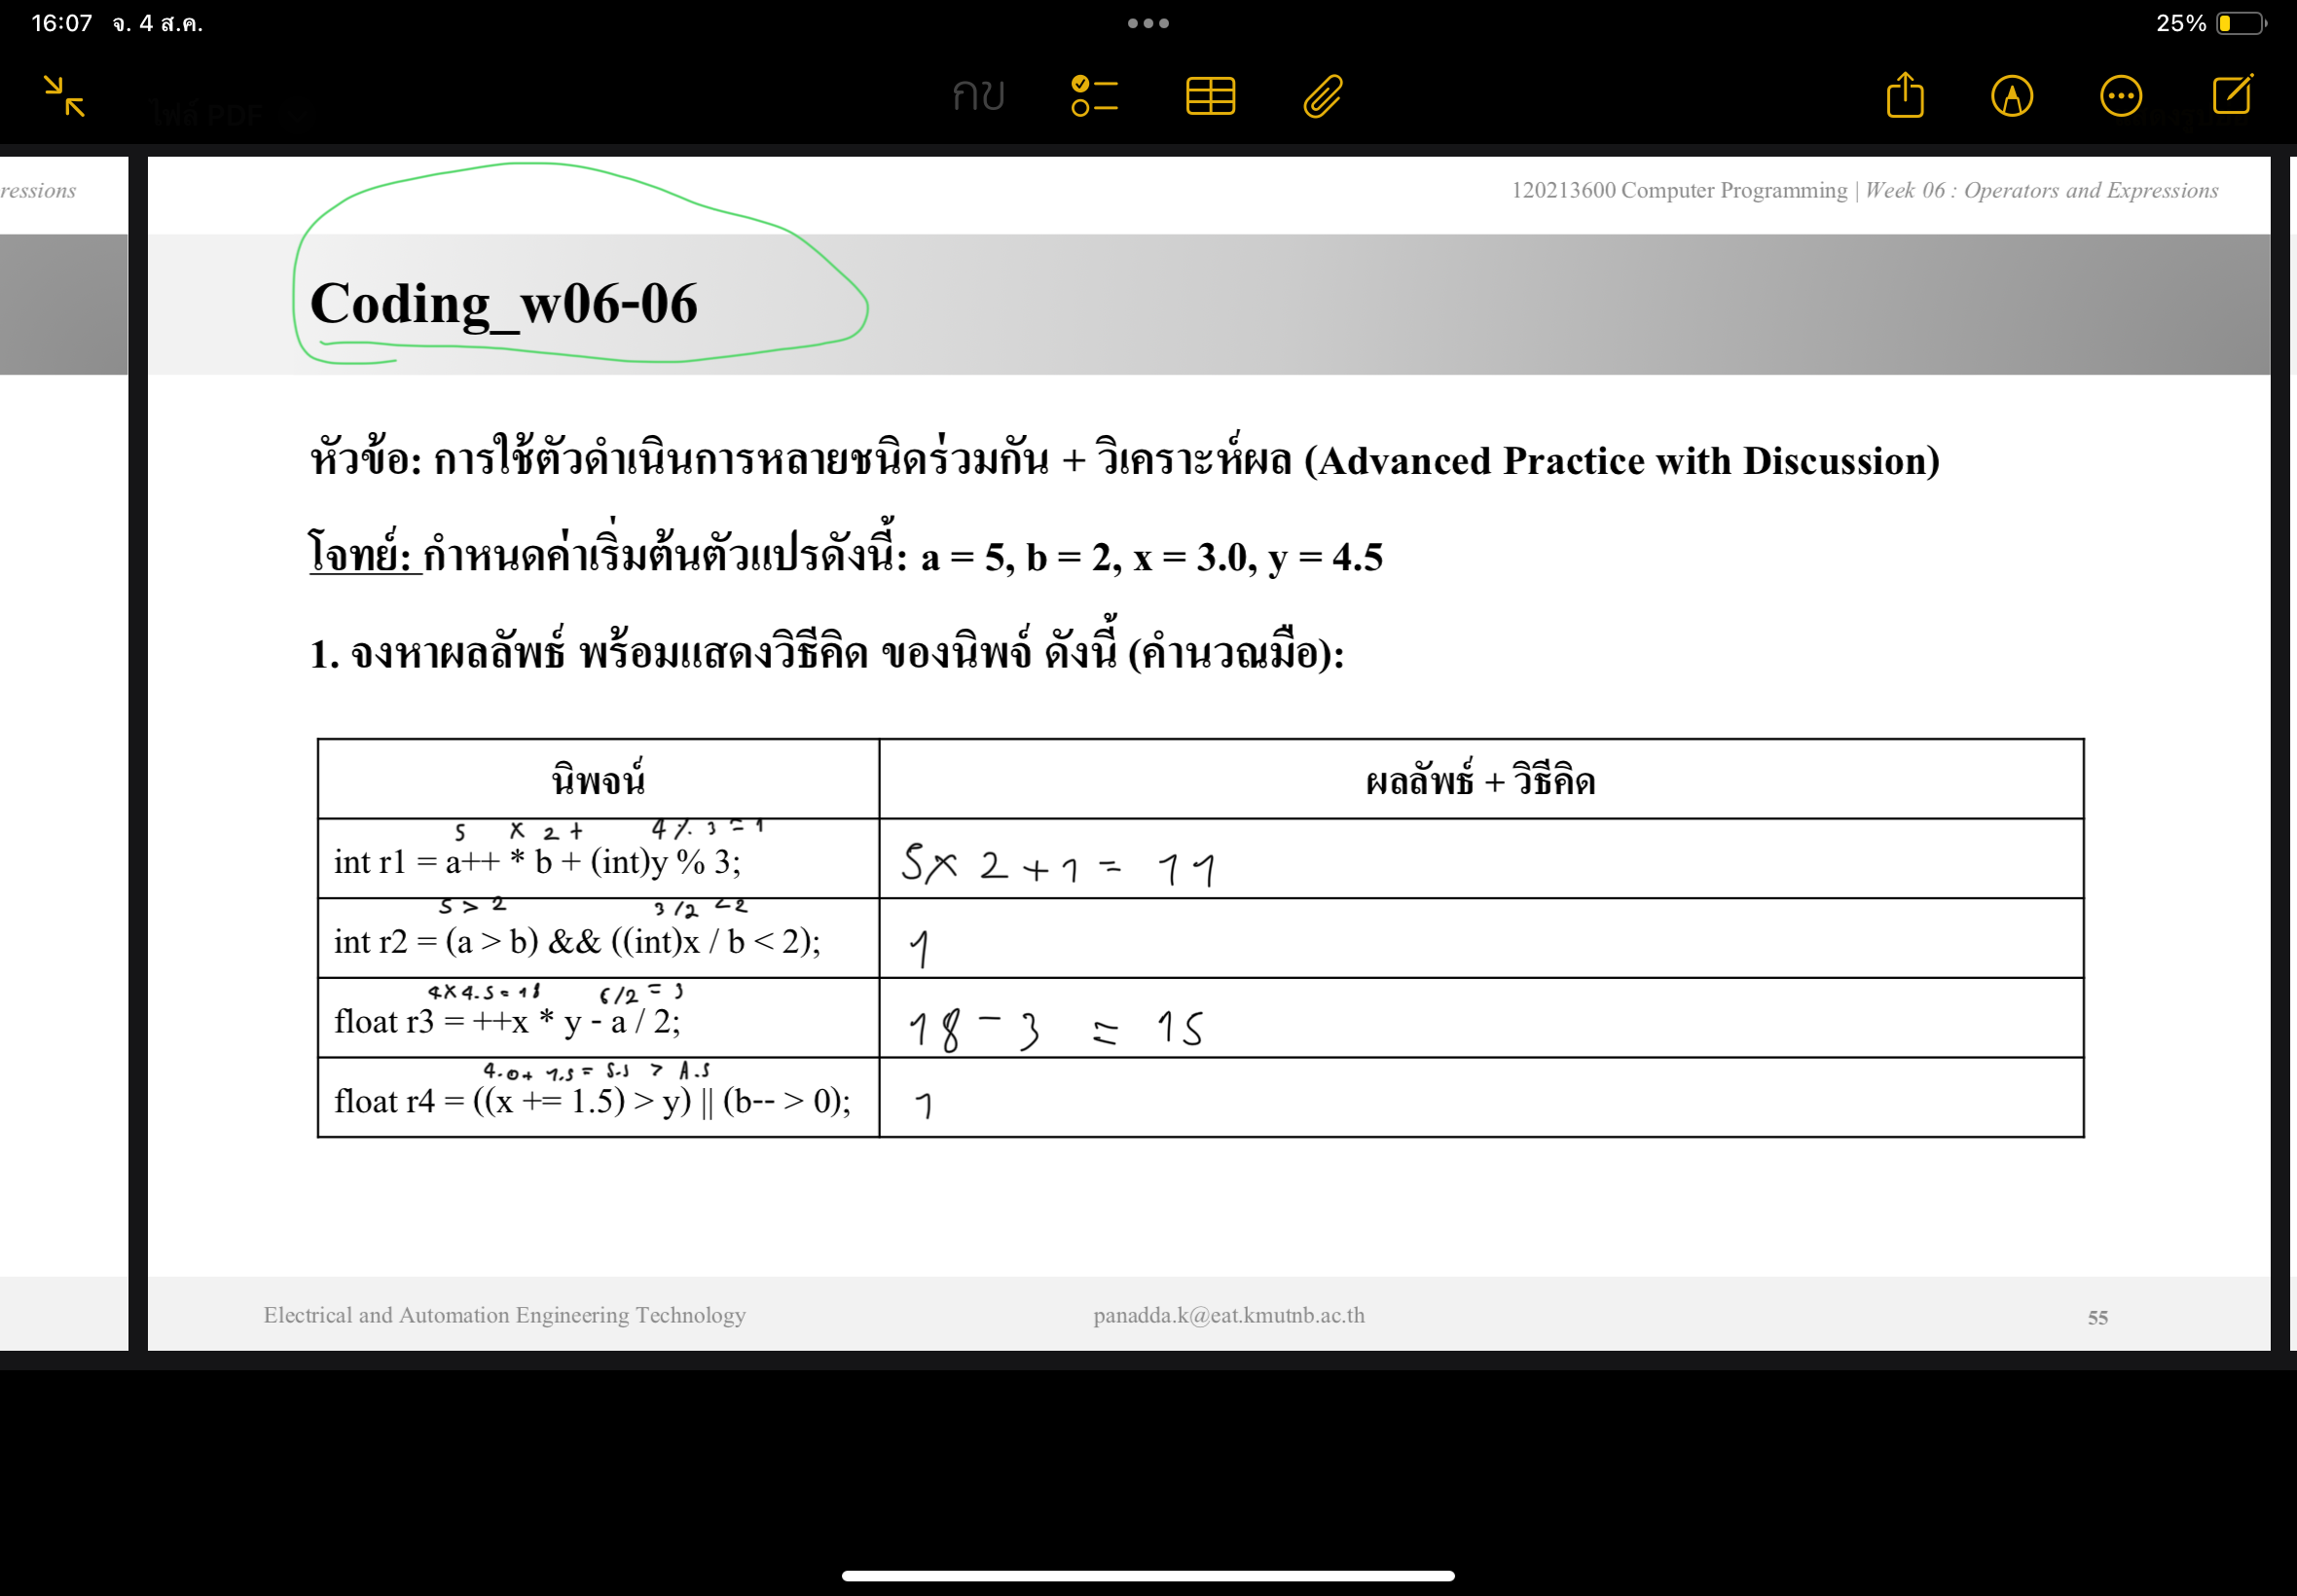 16:07 จ. 4 ส.ค.
25%
กข
ไฟล์ PDF
ressions
120213600 Computer Programming | Week 06 : Operators and Expressions
Coding_w06-06
หัวข้อ: การใช้ตัวดำเนินการหลายชนิดร่วมกัน + วิเคราะห์ผล (Advanced Practice with Discussion)
โจทย์: กำหนดค่าเริ่มต้นตัวแปรดังนี้: a = 5, b = 2, x = 3.0, y = 4.5
1. จงหาผลลัพธ์ พร้อมแสดงวิธีคิด ของนิพจ์ ดังนี้ (คำนวณมือ):
นิพจน์
ผลลัพธ์ + วิธีคิด
5 x 2 + 4 % 3 = 1
int r1 = a++ * b + (int)y % 3;
5 x 2 + 1 = 11
5 > 2 3 /2 <2
int r2 = (a > b) && ((int)x / b < 2);
1
4x4.5=18 6/2 = 3
float r3 = ++x * y - a / 2;
18 - 3 = 15
4.0+ 1.5 = 5.5 > 4.5
float r4 = ((x += 1.5) > y) || (b-- > 0);
1
Electrical and Automation Engineering Technology
panadda.k@eat.kmutnb.ac.th
55